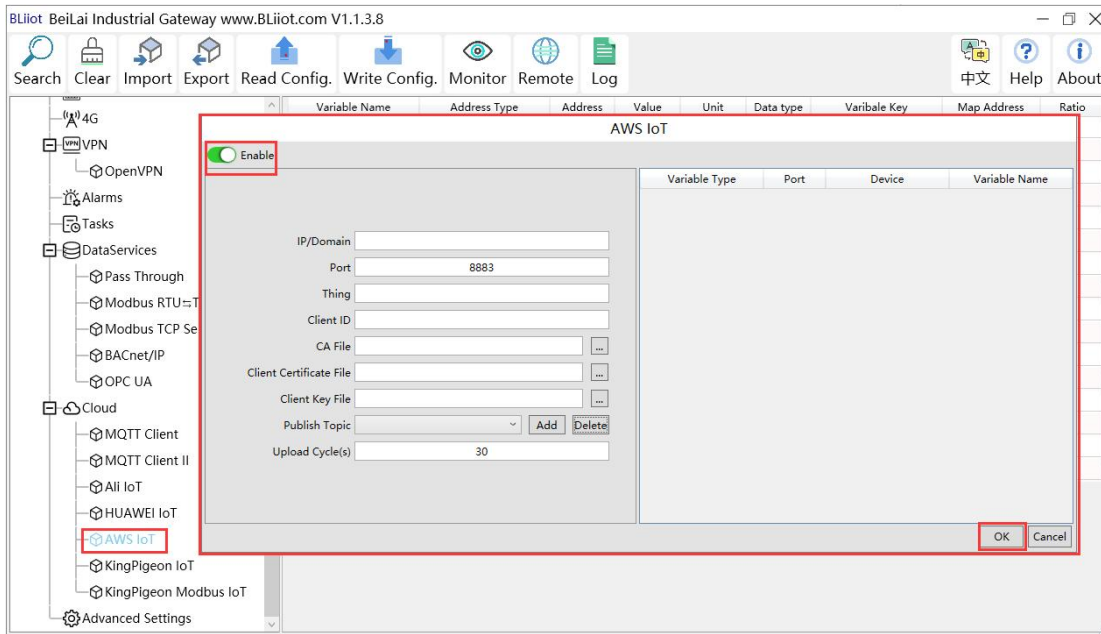 BLiiot BeiLai Industrial Gateway www.BLiiot.com V1.1.3.8
Search Clear Import Export Read Config. Write Config. Monitor Remote Log 中文 Help About
Variable Name Address Type Address Value Unit Data type Varibale Key Map Address Ratio
4G
VPN VPN
OpenVPN
Alarms
Tasks
DataServices
Pass Through
Modbus RTU⇆T
Modbus TCP Se
BACnet/IP
OPC UA
Cloud
MQTT Client
MQTT Client II
Ali IoT
HUAWEI IoT
AWS IoT
KingPigeon IoT
KingPigeon Modbus IoT
Advanced Settings
AWS IoT
Enable
IP/Domain
Port 8883
Thing
Client ID
CA File ...
Client Certificate File ...
Client Key File ...
Publish Topic Add Delete
Upload Cycle(s) 30
Variable Type Port Device Variable Name
OK Cancel